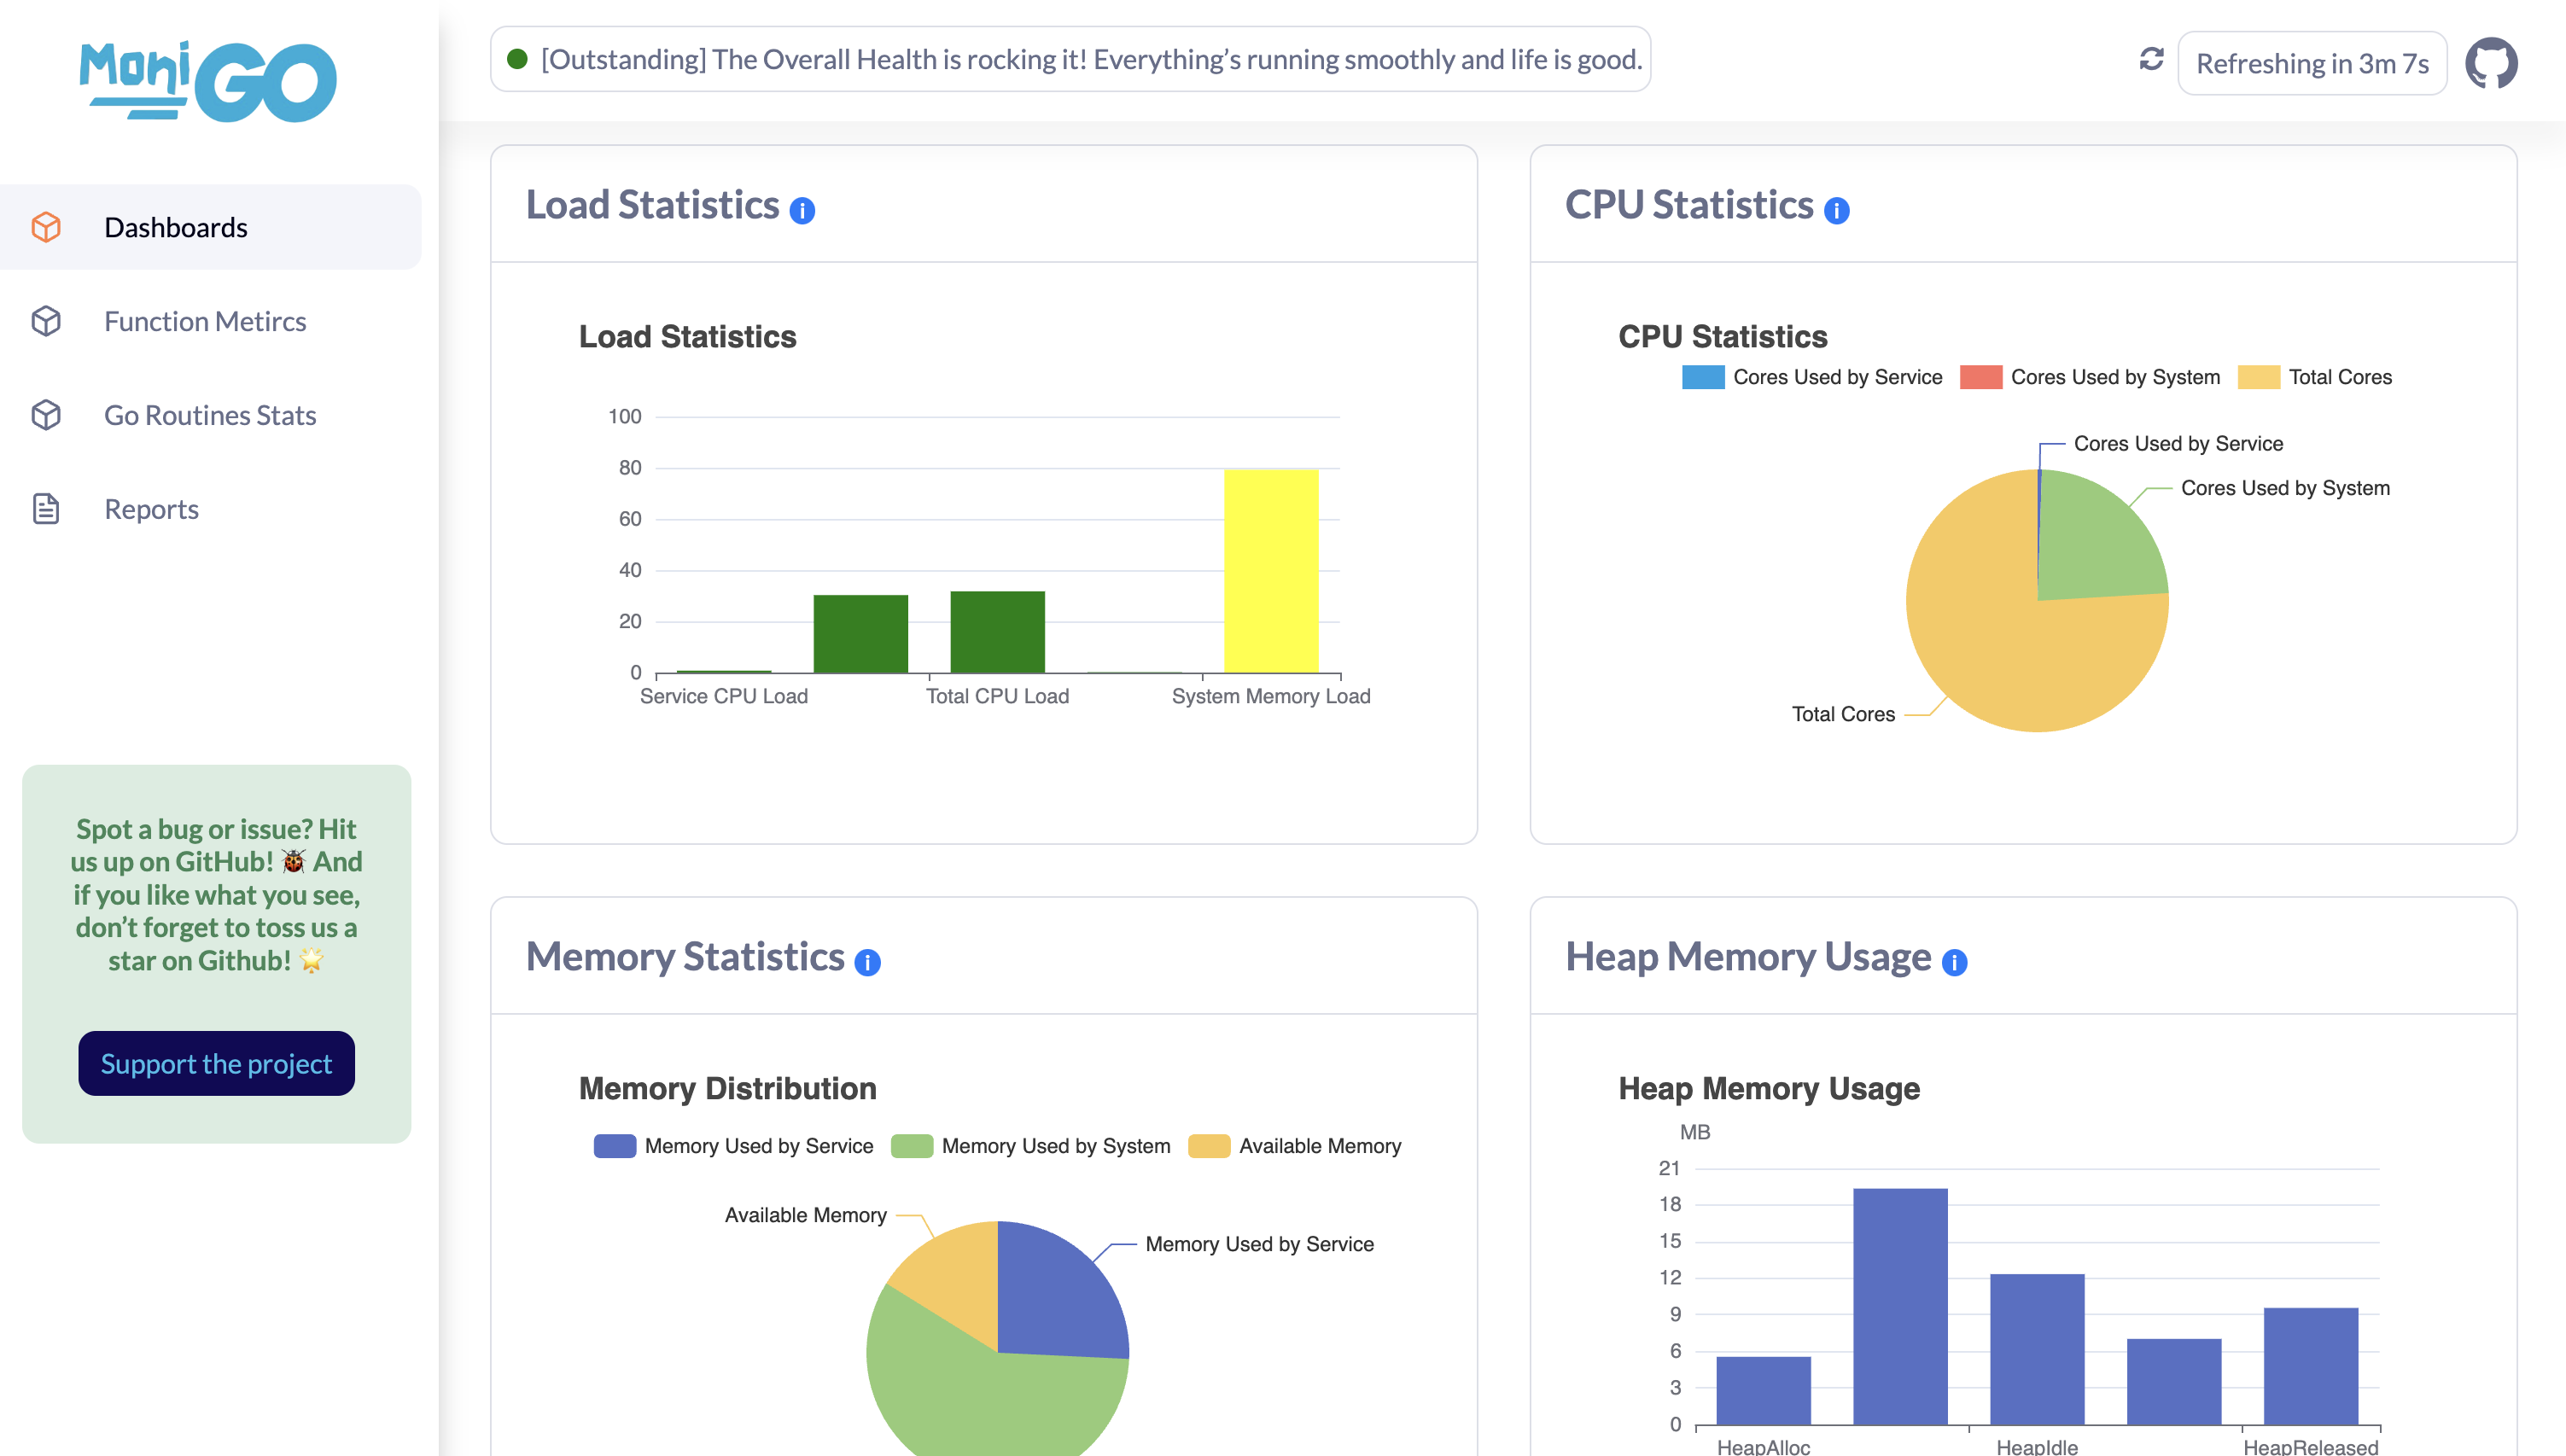 MoniGO
Dashboards
Function Metircs
Go Routines Stats
Reports
Spot a bug or issue? Hit
us up on GitHub! 🐞 And
if you like what you see,
don’t forget to toss us a
star on Github! 🌟
Support the project
[Outstanding] The Overall Health is rocking it! Everything’s running smoothly and life is good.
Refreshing in 3m 7s
Load Statistics
Load Statistics
100
80
60
40
20
0
Service CPU Load
Total CPU Load
System Memory Load
CPU Statistics
CPU Statistics
Cores Used by Service
Cores Used by System
Total Cores
Cores Used by Service
Cores Used by System
Total Cores
Memory Statistics
Memory Distribution
Memory Used by Service
Memory Used by System
Available Memory
Available Memory
Memory Used by Service
Heap Memory Usage
Heap Memory Usage
MB
21
18
15
12
9
6
3
0
HeapAlloc
HeapIdle
HeapReleased